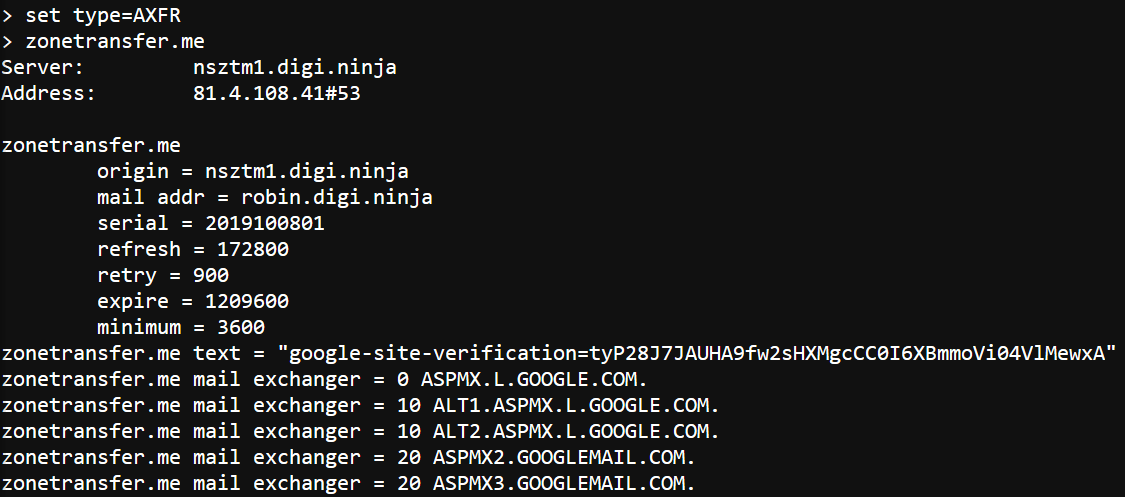 > set type=AXFR
> zonetransfer.me
Server:		nsztm1.digi.ninja
Address:	81.4.108.41#53

zonetransfer.me
	origin = nsztm1.digi.ninja
	mail addr = robin.digi.ninja
	serial = 2019100801
	refresh = 172800
	retry = 900
	expire = 1209600
	minimum = 3600
zonetransfer.me	text = "google-site-verification=tyP28J7JAUHA9fw2sHXMgcCC0I6XBmmoVi04VlMewxA"
zonetransfer.me	mail exchanger = 0 ASPMX.L.GOOGLE.COM.
zonetransfer.me	mail exchanger = 10 ALT1.ASPMX.L.GOOGLE.COM.
zonetransfer.me	mail exchanger = 10 ALT2.ASPMX.L.GOOGLE.COM.
zonetransfer.me	mail exchanger = 20 ASPMX2.GOOGLEMAIL.COM.
zonetransfer.me	mail exchanger = 20 ASPMX3.GOOGLEMAIL.COM.